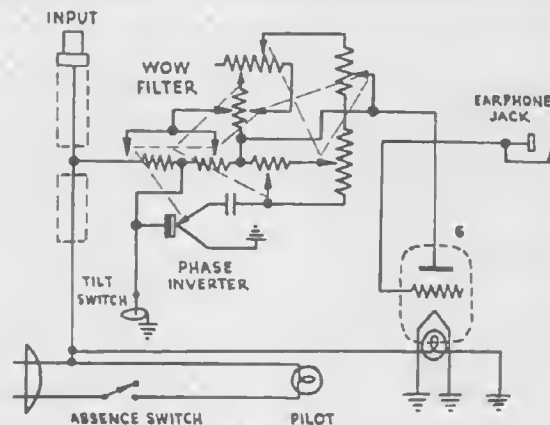 INPUT
WOW
FILTER
EARPHONE
JACK
6
PHASE
INVERTER
TILT
SWITCH
ABSENCE SWITCH
PILOT